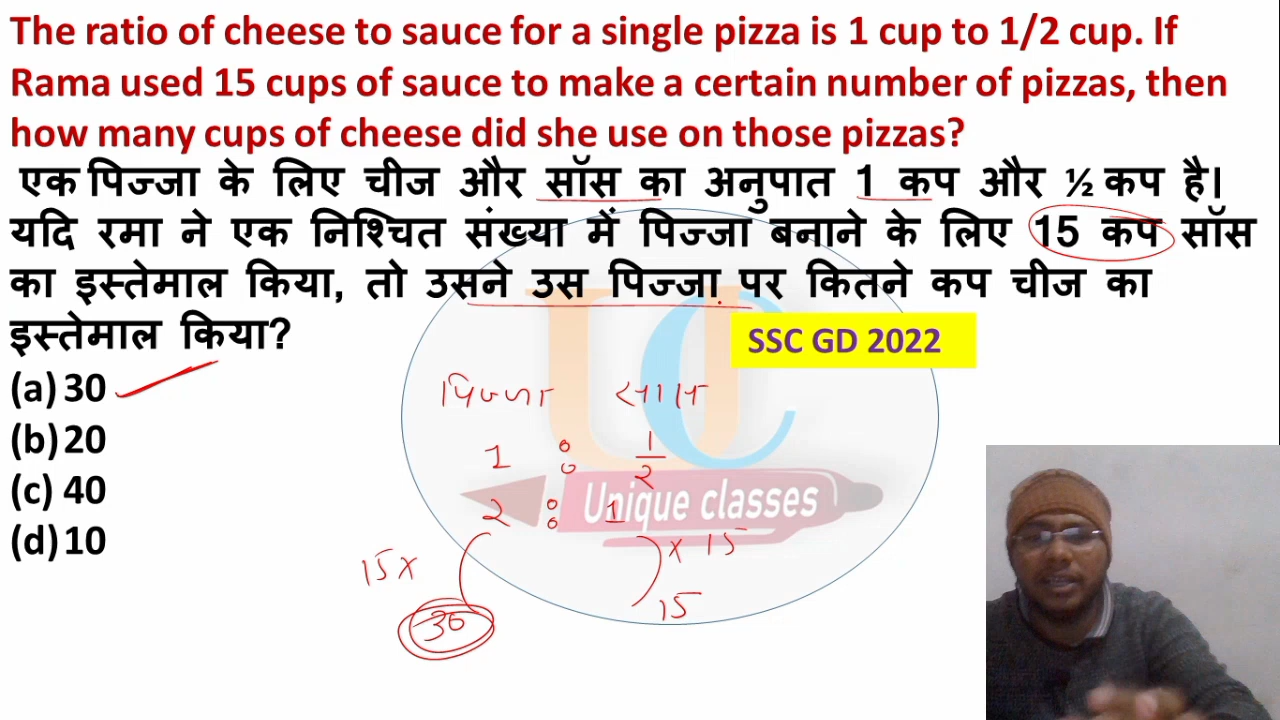 The ratio of cheese to sauce for a single pizza is 1 cup to 1/2 cup. If
Rama used 15 cups of sauce to make a certain number of pizzas, then
how many cups of cheese did she use on those pizzas?
एक पिज्जा के लिए चीज और सॉस का अनुपात 1 कप और ½ कप है।
यदि रमा ने एक निश्चित संख्या में पिज्जा बनाने के लिए 15 कप सॉस
का इस्तेमाल किया, तो उसने उस पिज्जा पर कितने कप चीज का
इस्तेमाल किया?
SSC GD 2022
(a) 30
(b) 20
(c) 40
(d) 10
UC
पिज्जा
1 : 1/2
Unique classes
2 : 1
15 x x 15
30 15